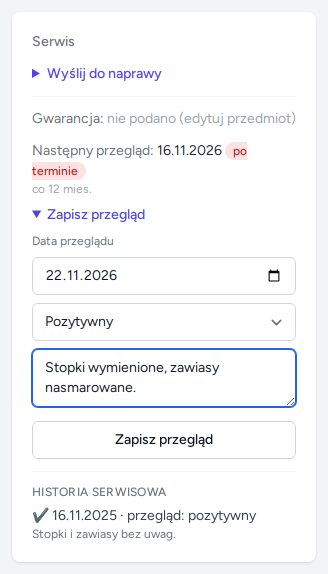 Serwis
▶ Wyślij do naprawy
Gwarancja: nie podano (edytuj przedmiot)
Następny przegląd: 16.11.2026 po
terminie
co 12 mies.
▼ Zapisz przegląd
Data przeglądu
22.11.2026
Pozytywny
Stopki wymienione, zawiasy
nasmarowane.
Zapisz przegląd
HISTORIA SERWISOWA
✔ 16.11.2025 · przegląd: pozytywny
Stopki i zawiasy bez uwag.